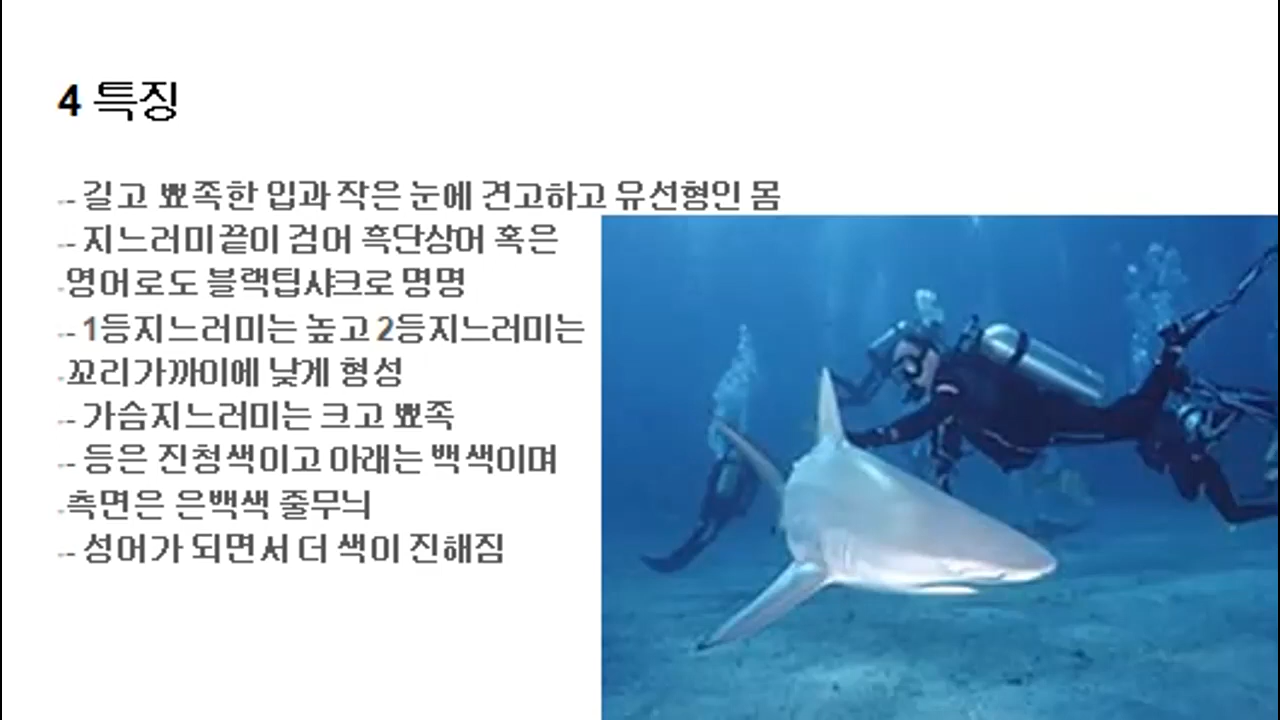 4 특징
- 길고 뾰족한 입과 작은 눈에 견고하고 유선형인 몸
- 지느러미끝이 검어 흑단상어 혹은
영어로도 블랙팁샤크로 명명
- 1등지느러미는 높고 2등지느러미는
꼬리가까이에 낮게 형성
- 가슴지느러미는 크고 뾰족
- 등은 진청색이고 아래는 백색이며
측면은 은백색 줄무늬
- 성어가 되면서 더 색이 진해짐